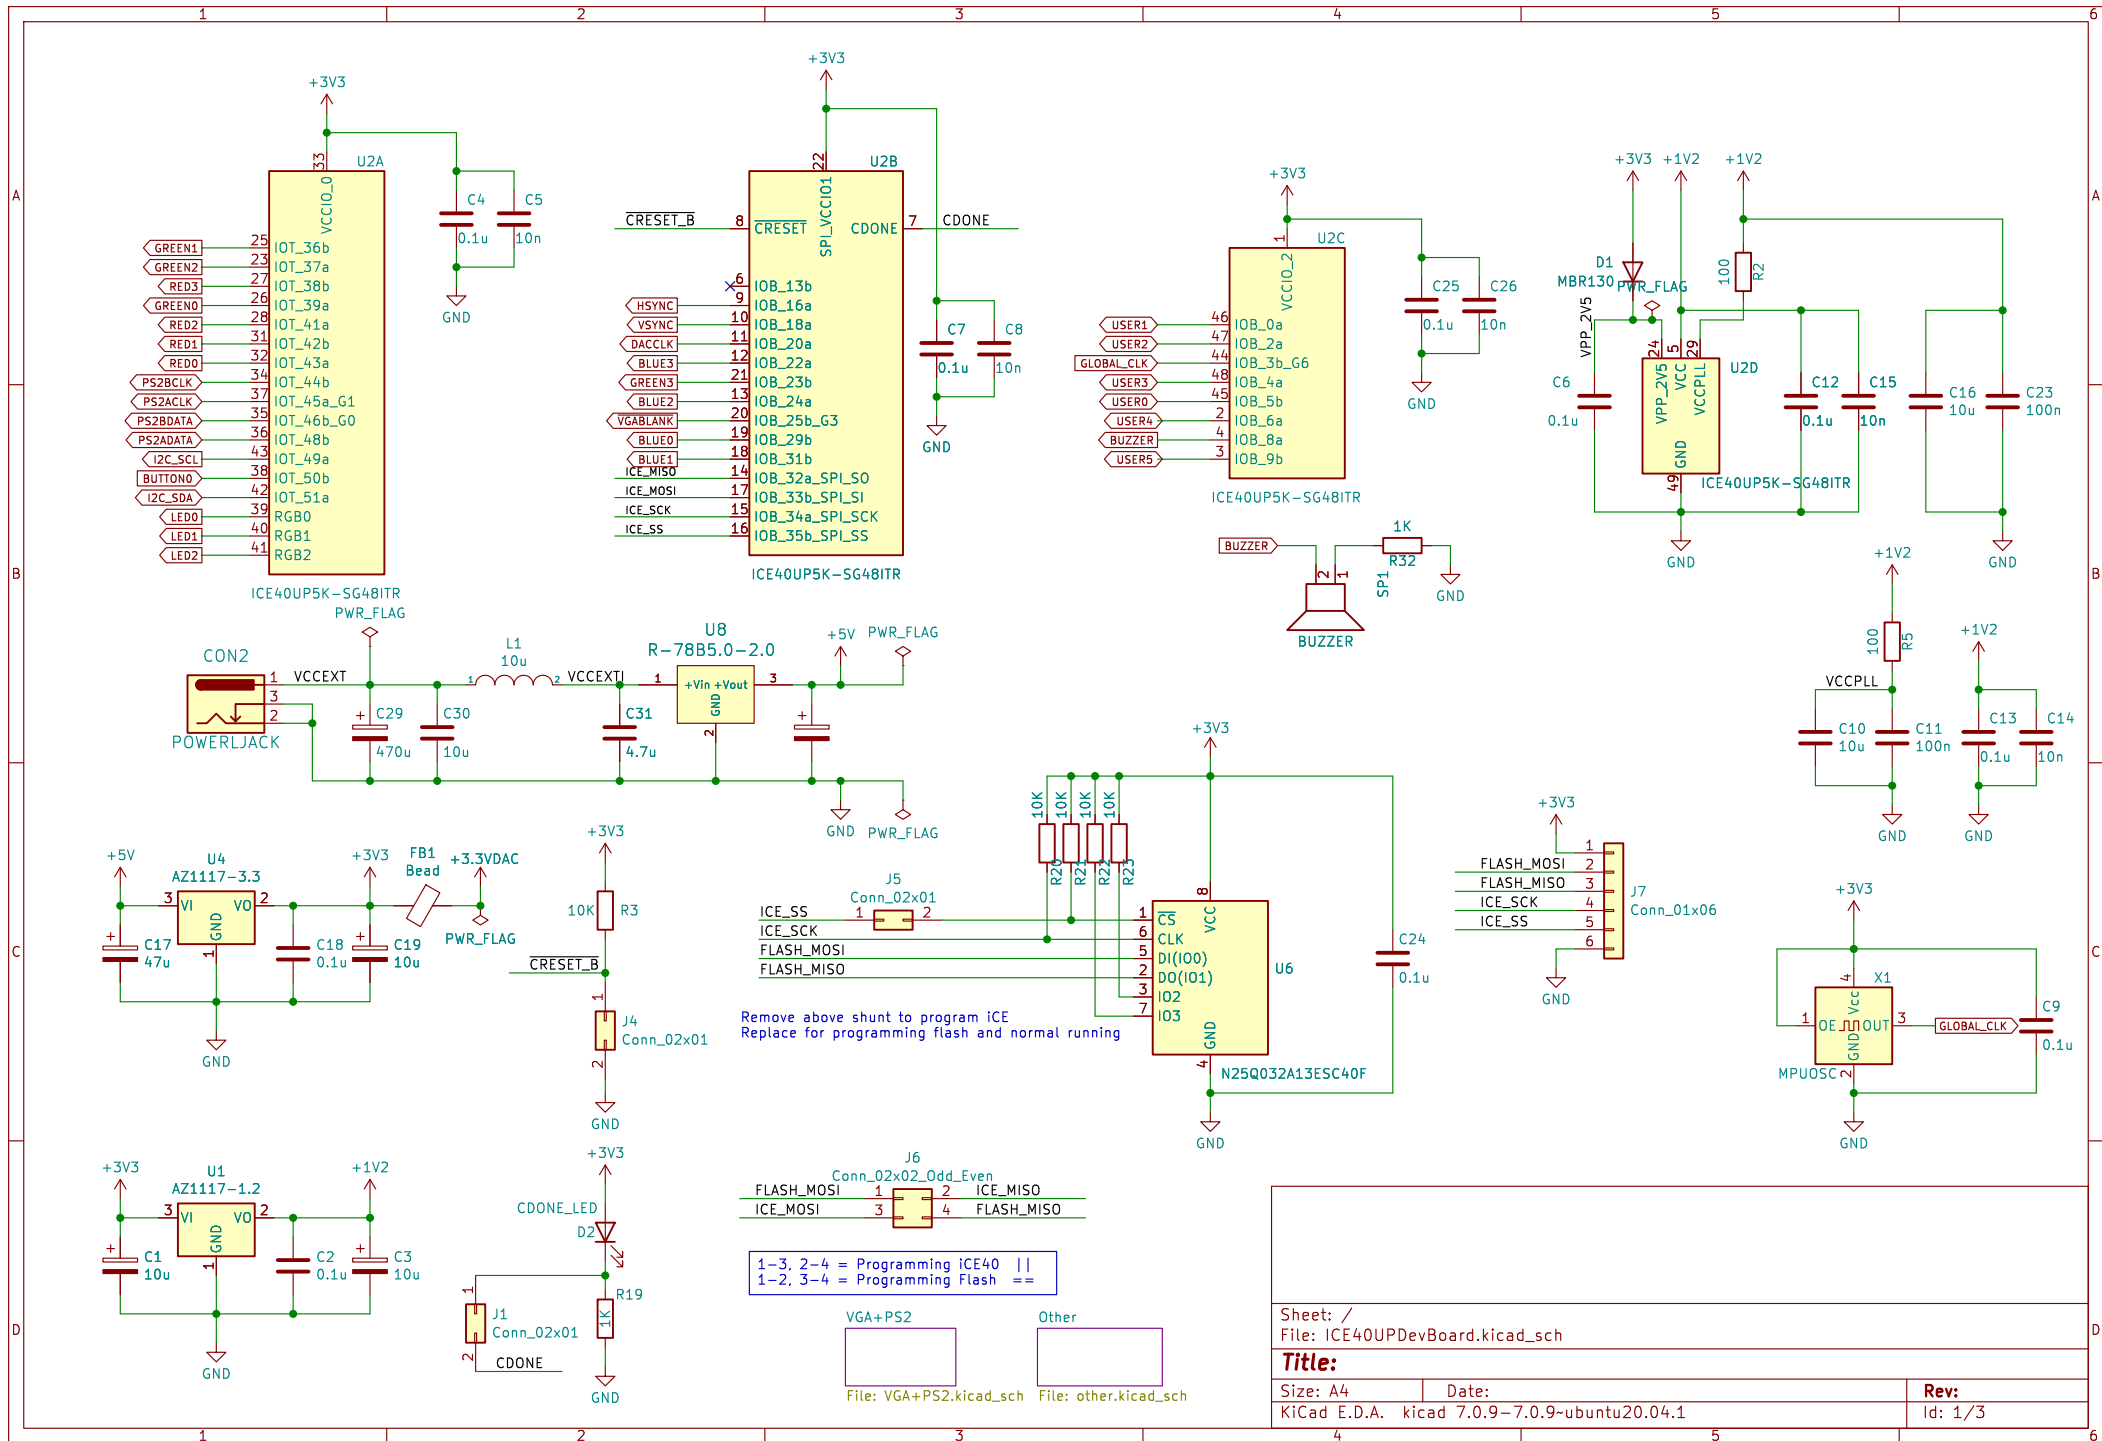 1 2 3 4 5 6
A
B
C
D
+3V3
33
U2A
VCCIO_0
GREEN1 25 IOT_36b
GREEN2 23 IOT_37a
RED3 27 IOT_38b
GREEN0 26 IOT_39a
RED2 28 IOT_41a
RED1 31 IOT_42b
RED0 32 IOT_43a
PS2BCLK 34 IOT_44b
PS2ACLK 37 IOT_45a_G1
PS2BDATA 35 IOT_46b_G0
PS2ADATA 36 IOT_48b
I2C_SCL 43 IOT_49a
BUTTON0 38 IOT_50b
I2C_SDA 42 IOT_51a
LED0 39 RGB0
LED1 40 RGB1
LED2 41 RGB2
ICE40UP5K-SG48ITR
C4 C5
0.1u 10n
GND
+3V3
22
U2B
SPI_VCCIO1
CRESET_B 8 CRESET
CDONE 7 CDONE
6 IOB_13b
HSYNC 9 IOB_16a
VSYNC 10 IOB_18a
DACCLK 11 IOB_20a
BLUE3 12 IOB_22a
GREEN3 21 IOB_23b
BLUE2 13 IOB_24a
VGABLANK 20 IOB_25b_G3
BLUE0 19 IOB_29b
BLUE1 18 IOB_31b
ICE_MISO 14 IOB_32a_SPI_SO
ICE_MOSI 17 IOB_33b_SPI_SI
ICE_SCK 15 IOB_34a_SPI_SCK
ICE_SS 16 IOB_35b_SPI_SS
ICE40UP5K-SG48ITR
C7 C8
0.1u 10n
GND
+3V3
1
U2C
VCCIO_2
USER1 46 IOB_0a
USER2 47 IOB_2a
GLOBAL_CLK 44 IOB_3b_G6
USER3 48 IOB_4a
USER0 45 IOB_5b
USER4 2 IOB_6a
BUZZER 4 IOB_8a
USER5 3 IOB_9b
ICE40UP5K-SG48ITR
C25 C26
0.1u 10n
GND
BUZZER
2 1
SP1
BUZZER
1K
R32
GND
+3V3 +1V2 +1V2
D1
MBR130
PWR_FLAG
100
R2
VPP_2V5
24 5 29
VPP_2V5
VCC
VCCPLL
GND
49
U2D
ICE40UP5K-SG48ITR
C6
0.1u
C12
0.1u
C15
10n
C16
10u
C23
100n
GND
GND
+1V2
100
R5
VCCPLL
C10
10u
C11
100n
GND
+1V2
C13
0.1u
C14
10n
GND
PWR_FLAG
CON2
POWERLJACK
1
3
2
VCCEXT
C29
470u
C30
10u
L1
10u
1 2
VCCEXTI
C31
4.7u
U8
R-78B5.0-2.0
1 +Vin +Vout 3
GND
2
+5V
PWR_FLAG
GND
PWR_FLAG
+5V
U4
AZ1117-3.3
3 VI VO 2
GND
1
C17
47u
C18
0.1u
C19
10u
+3V3
FB1
Bead
+3.3VDAC
PWR_FLAG
GND
+3V3
10K R3
CRESET_B
1
J4
Conn_02x01
2
GND
+3V3
10K 10K 10K 10K
R20 R21 R22 R23
J5
Conn_02x01
ICE_SS 1 2
ICE_SCK
FLASH_MOSI
FLASH_MISO
8
VCC
1 CS
6 CLK
5 DI(IO0)
2 DO(IO1)
3 IO2
7 IO3
GND
4
U6
N25Q032A13ESC40F
C24
0.1u
GND
Remove above shunt to program iCE
Replace for programming flash and normal running
+3V3
1
FLASH_MOSI 2
FLASH_MISO 3
ICE_SCK 4
ICE_SS 5
6
J7
Conn_01x06
GND
+3V3
4
X1
Vcc
1 OE OUT 3
GND
2
MPUOSC
GLOBAL_CLK
C9
0.1u
GND
+3V3
U1
AZ1117-1.2
3 VI VO 2
GND
1
+1V2
C1
10u
C2
0.1u
C3
10u
GND
+3V3
CDONE_LED
D2
R19
1K
1
J1
Conn_02x01
2
CDONE
GND
J6
Conn_02x02_Odd_Even
FLASH_MOSI 1 2 ICE_MISO
ICE_MOSI 3 4 FLASH_MISO
1-3, 2-4 = Programming iCE40 ||
1-2, 3-4 = Programming Flash ==
VGA+PS2
File: VGA+PS2.kicad_sch
Other
File: other.kicad_sch
Sheet: /
File: ICE40UPDevBoard.kicad_sch
Title:
Size: A4 Date: Rev:
KiCad E.D.A. kicad 7.0.9-7.0.9~ubuntu20.04.1 Id: 1/3
A
B
C
D
1 2 3 4 5 6